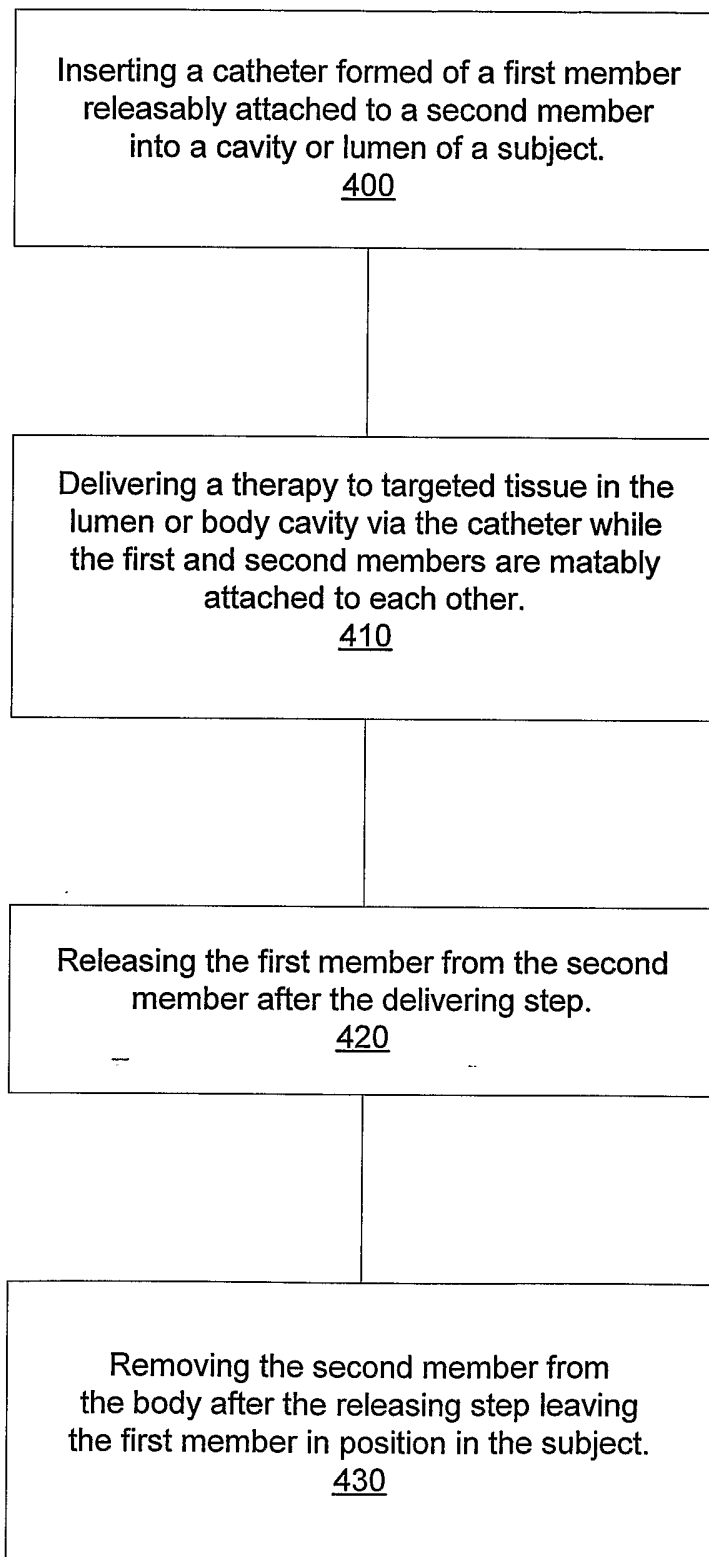 Inserting a catheter formed of a first member
releasably attached to a second member
into a cavity or lumen of a subject.
400
Delivering a therapy to targeted tissue in the
lumen or body cavity via the catheter while
the first and second members are matably
attached to each other.
410
Releasing the first member from the second
member after the delivering step.
420
Removing the second member from
the body after the releasing step leaving
the first member in position in the subject.
430